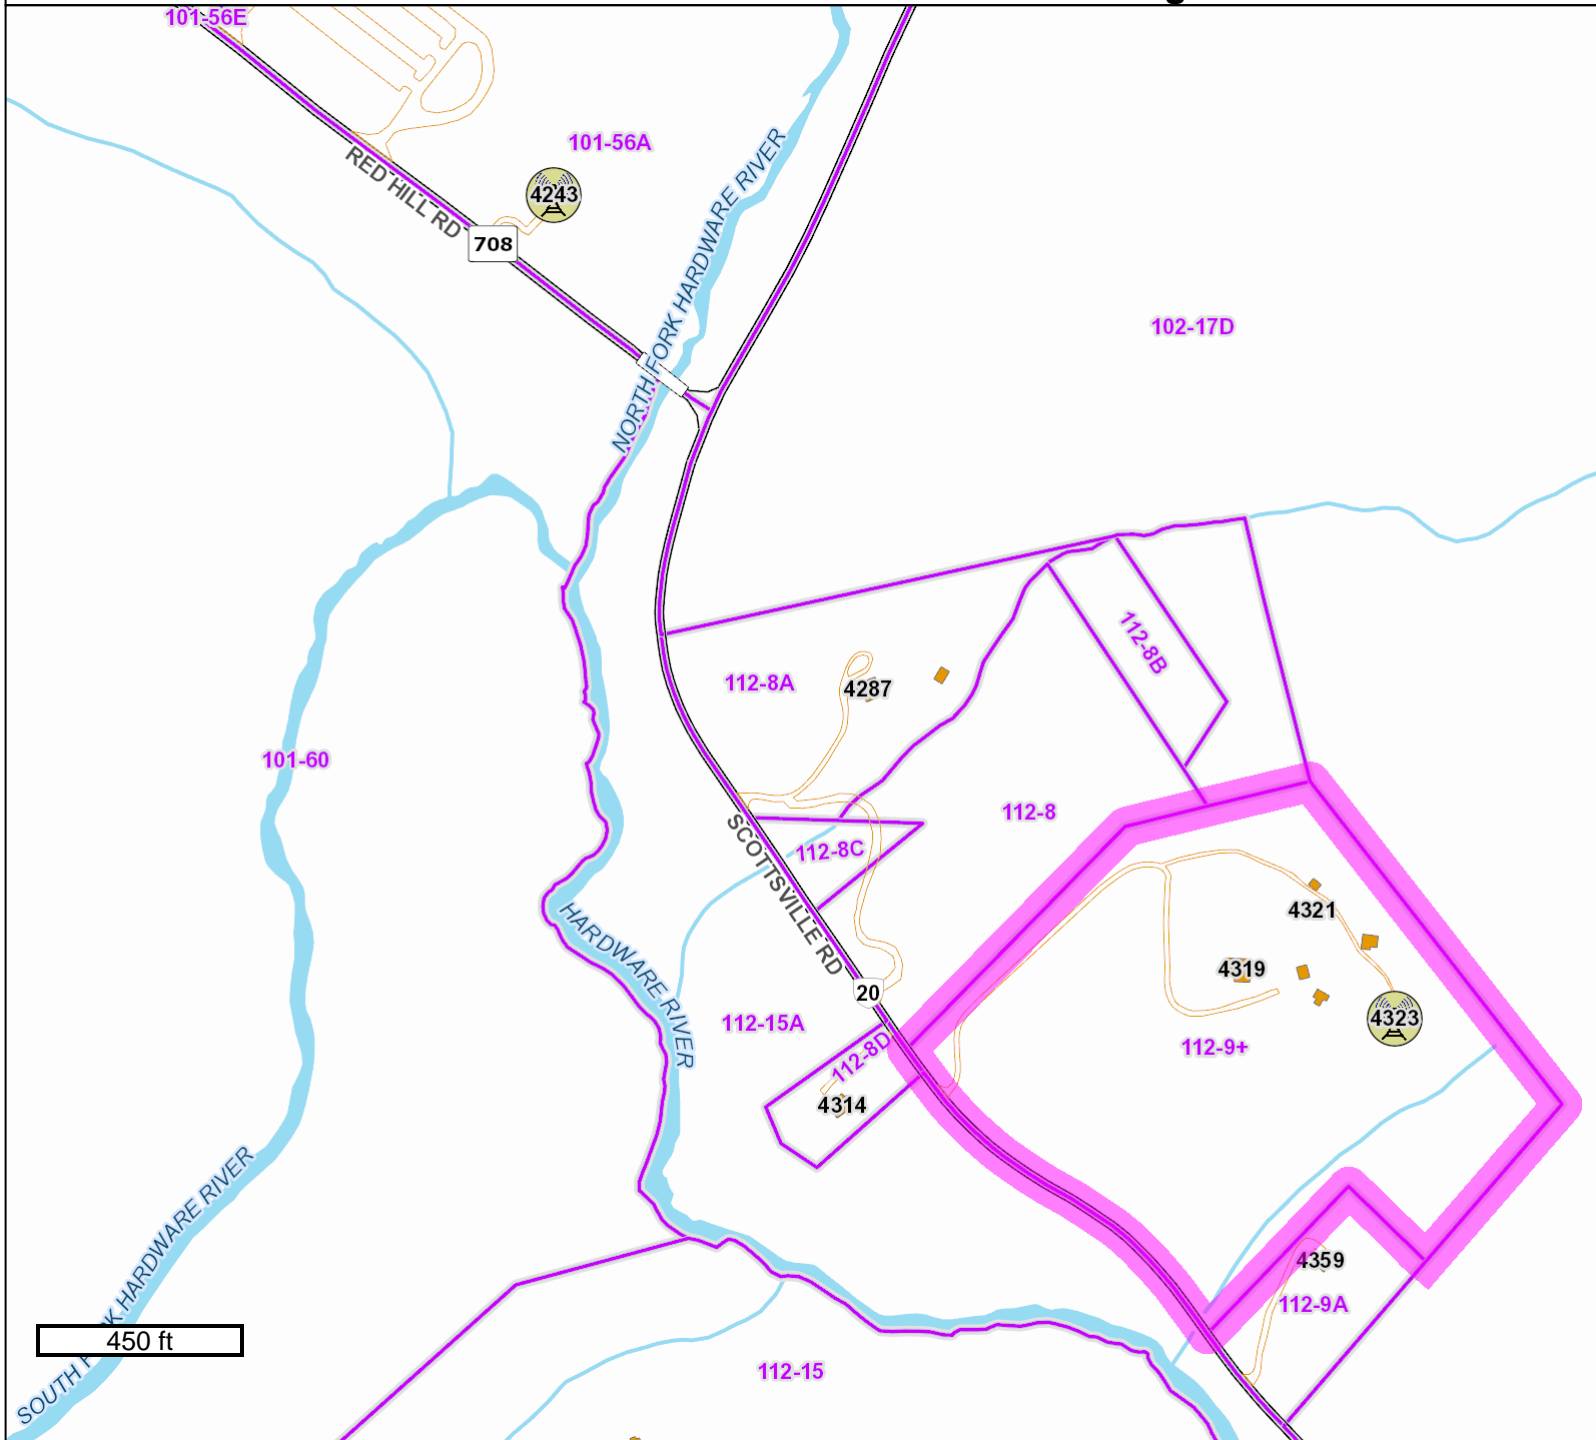 101-56E
101-56A
RED HILL RD
4243
708
NORTH FORK HARDWARE RIVER
102-17D
112-8B
112-8A
4287
101-60
112-8
SCOTTSVILLE RD
112-8C
HARDWARE RIVER
4321
4319
20
4323
112-15A
112-8D
112-9+
4314
SOUTH FORK HARDWARE RIVER
4359
112-9A
450 ft
112-15